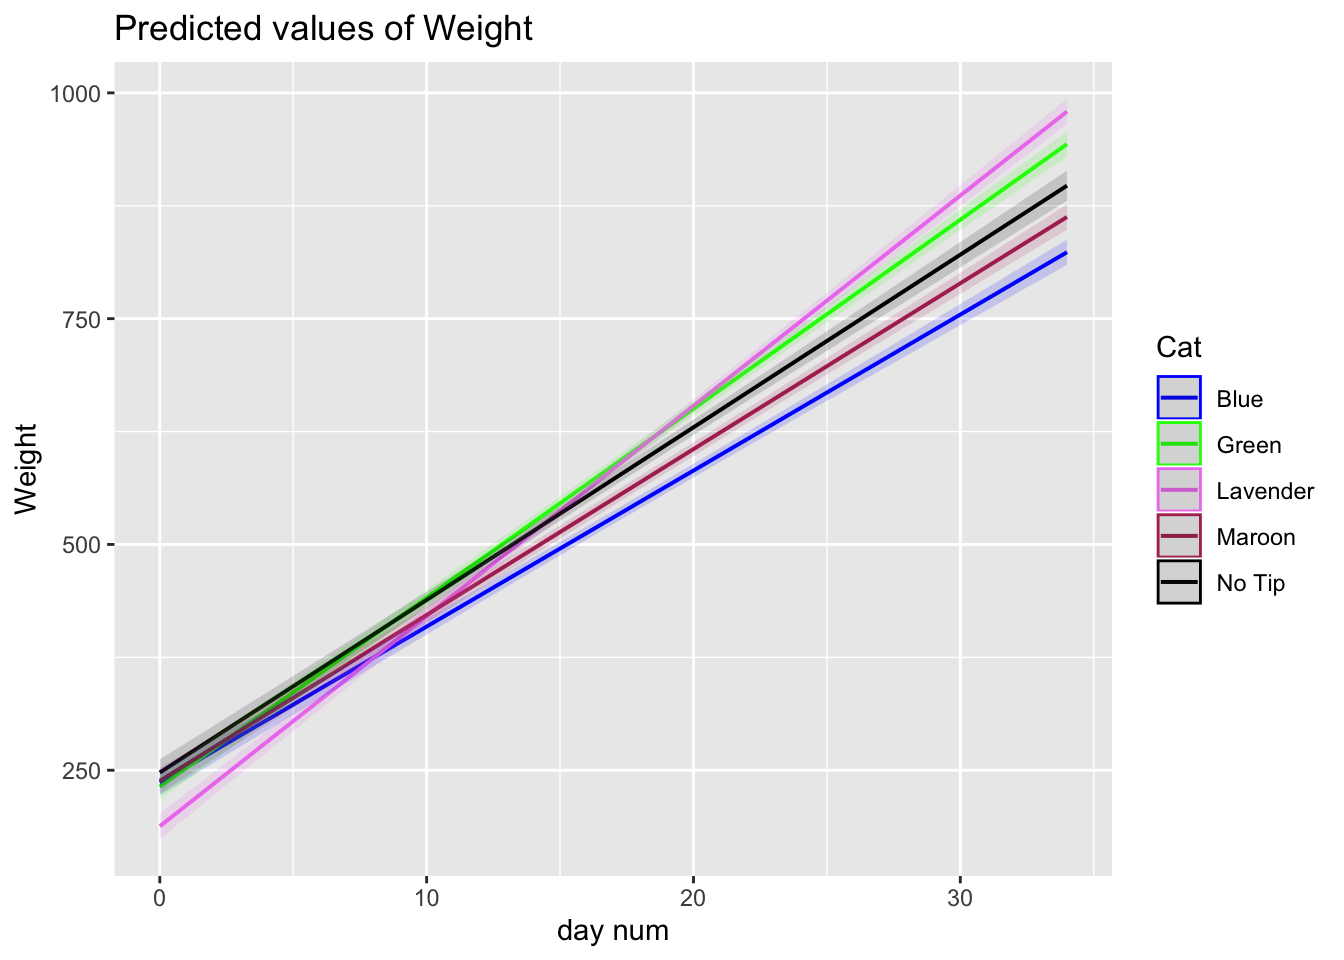 Predicted values of Weight
1000
750
500
250
Weight
0
10
20
30
day num
Cat
Blue
Green
Lavender
Maroon
No Tip